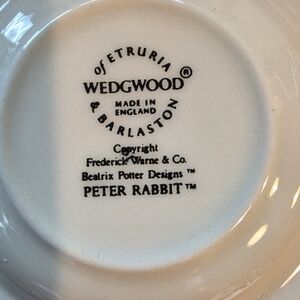 of ETRURIA
WEDGWOOD®
MADE IN
ENGLAND
& BARLASTON
Copyright
Frederick Warne & Co.
Beatrix Potter Designs ™
PETER RABBIT ™